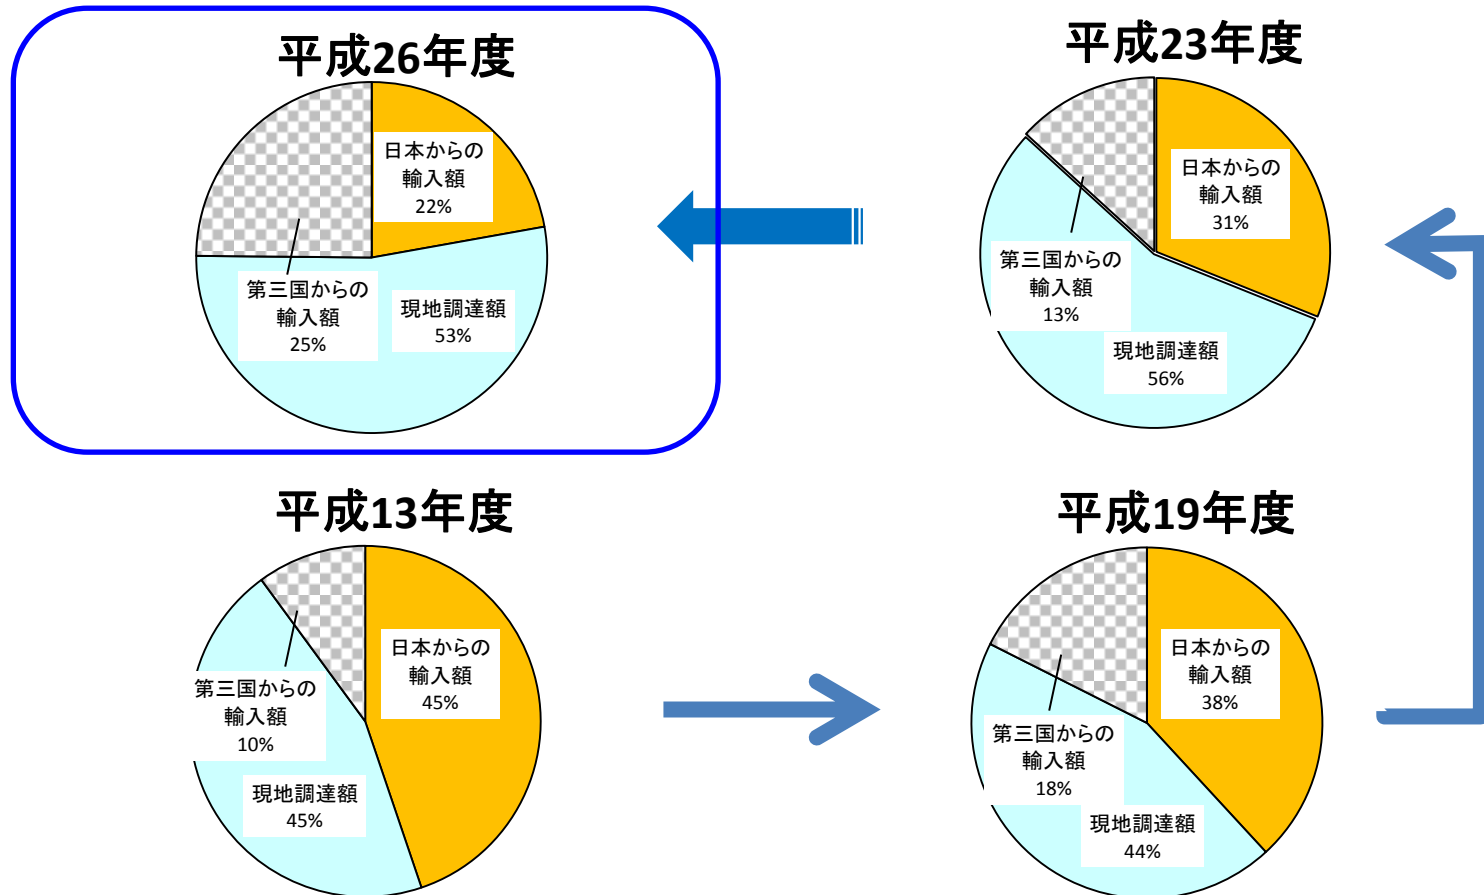 平成26年度
日本からの
輸入額
22%
第三国からの
輸入額
25%
現地調達額
53%
平成23年度
日本からの
輸入額
31%
第三国からの
輸入額
13%
現地調達額
56%
平成13年度
日本からの
輸入額
45%
第三国からの
輸入額
10%
現地調達額
45%
平成19年度
日本からの
輸入額
38%
第三国からの
輸入額
18%
現地調達額
44%